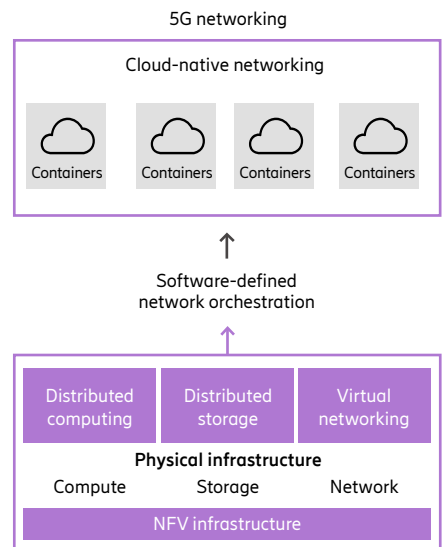 5G networking
Cloud-native networking
Containers Containers Containers Containers
Software-defined
network orchestration
Distributed computing
Distributed storage
Virtual networking
Physical infrastructure
Compute Storage Network
NFV infrastructure